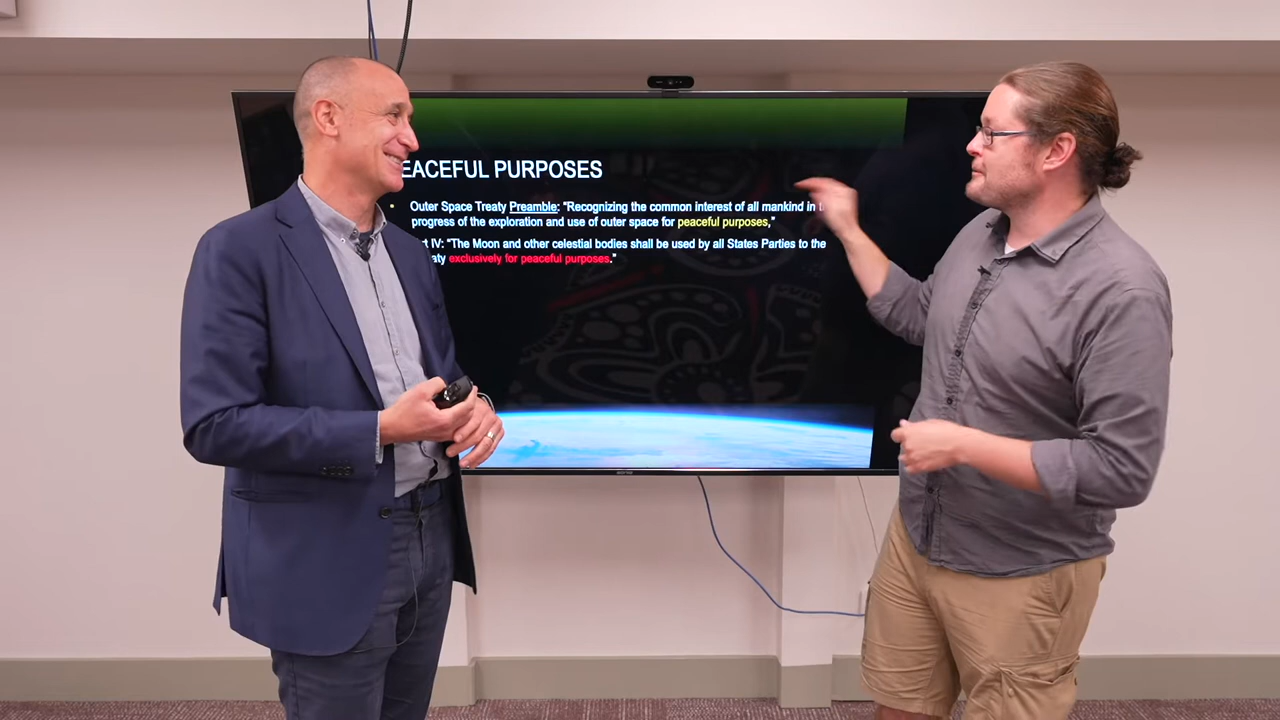 EACEFUL PURPOSES
Outer Space Treaty Preamble: “Recognizing the common interest of all mankind in t
progress of the exploration and use of outer space for peaceful purposes,”
t IV: “The Moon and other celestial bodies shall be used by all States Parties to the
aty exclusively for peaceful purposes.”